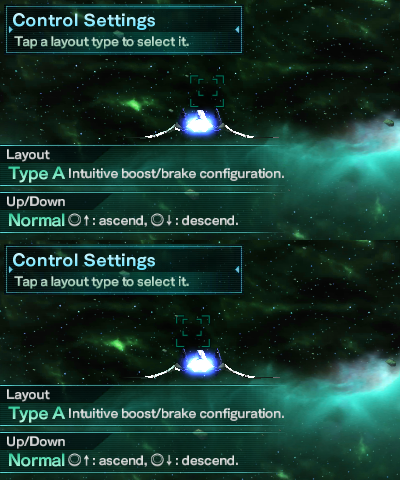 Control Settings
Tap a layout type to select it.
Layout
Type A Intuitive boost/brake configuration.
Up/Down
Normal ◎↑: ascend, ◎↓: descend.
Control Settings
Tap a layout type to select it.
Layout
Type A Intuitive boost/brake configuration.
Up/Down
Normal ◎↑: ascend, ◎↓: descend.